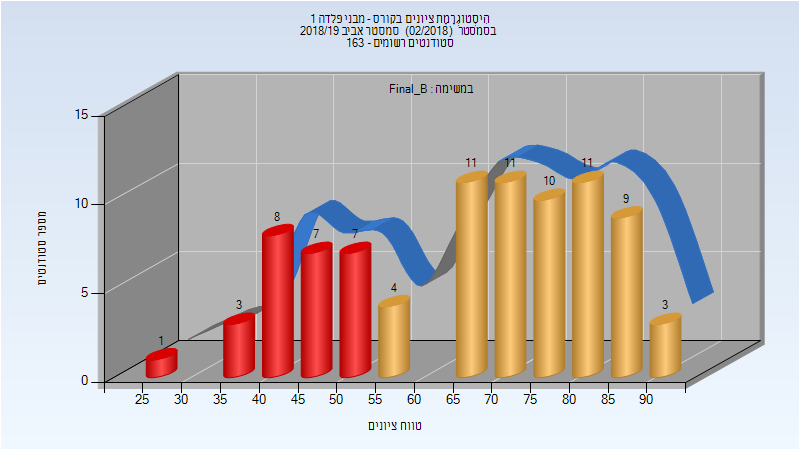 היסטוגרמת ציונים בקורס - מבני פלדה 1
בסמסטר (02/2018) סמסטר אביב 2018/19
סטודנטים רשומים - 163
במשימה : Final_B
מספר סטודנטים
15
10
5
0
1
3
8
7
7
4
11
11
10
11
9
3
25 30 35 40 45 50 55 60 65 70 75 80 85 90
טווח ציונים